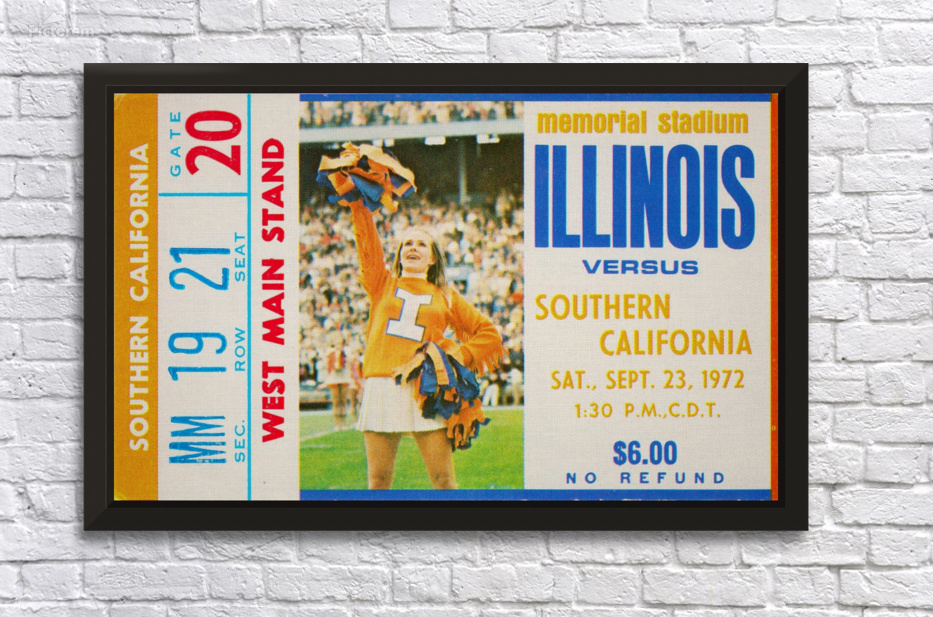 SOUTHERN CALIFORNIA
GATE 20
SEC. MM ROW 19 SEAT 21
WEST MAIN STAND
I
memorial stadium
ILLINOIS
VERSUS
SOUTHERN
CALIFORNIA
SAT., SEPT. 23, 1972
1:30 P.M., C.D.T.
$6.00
NO REFUND